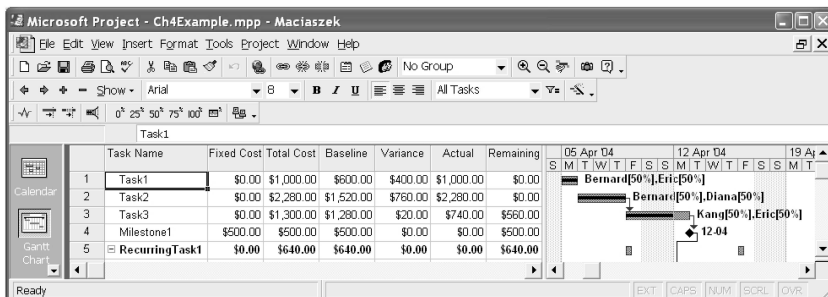 Microsoft Project - Ch4Example.mpp - Maciaszek
File Edit View Insert Format Tools Project Window Help
No Group
Show Arial 8 B I U All Tasks
0% 25% 50% 75% 100%
Task1
Task Name Fixed Cost Total Cost Baseline Variance Actual Remaining 05 Apr '04 12 Apr '04 19 A
S M T W T F S S M T W T F S S M T
1 Task1 $0.00 $1,000.00 $600.00 $400.00 $1,000.00 $0.00 Bernard[50%],Eric[50%]
2 Task2 $0.00 $2,280.00 $1,520.00 $760.00 $2,280.00 $0.00 Bernard[50%],Diana[50%]
3 Task3 $0.00 $1,300.00 $1,280.00 $20.00 $740.00 $560.00 Kang[50%],Eric[50%]
4 Milestone1 $500.00 $500.00 $500.00 $0.00 $0.00 $500.00 12-04
5 RecurringTask1 $0.00 $640.00 $640.00 $0.00 $0.00 $640.00
Calendar
Gantt
Chart
Ready EXT CAPS NUM SCRL OVR